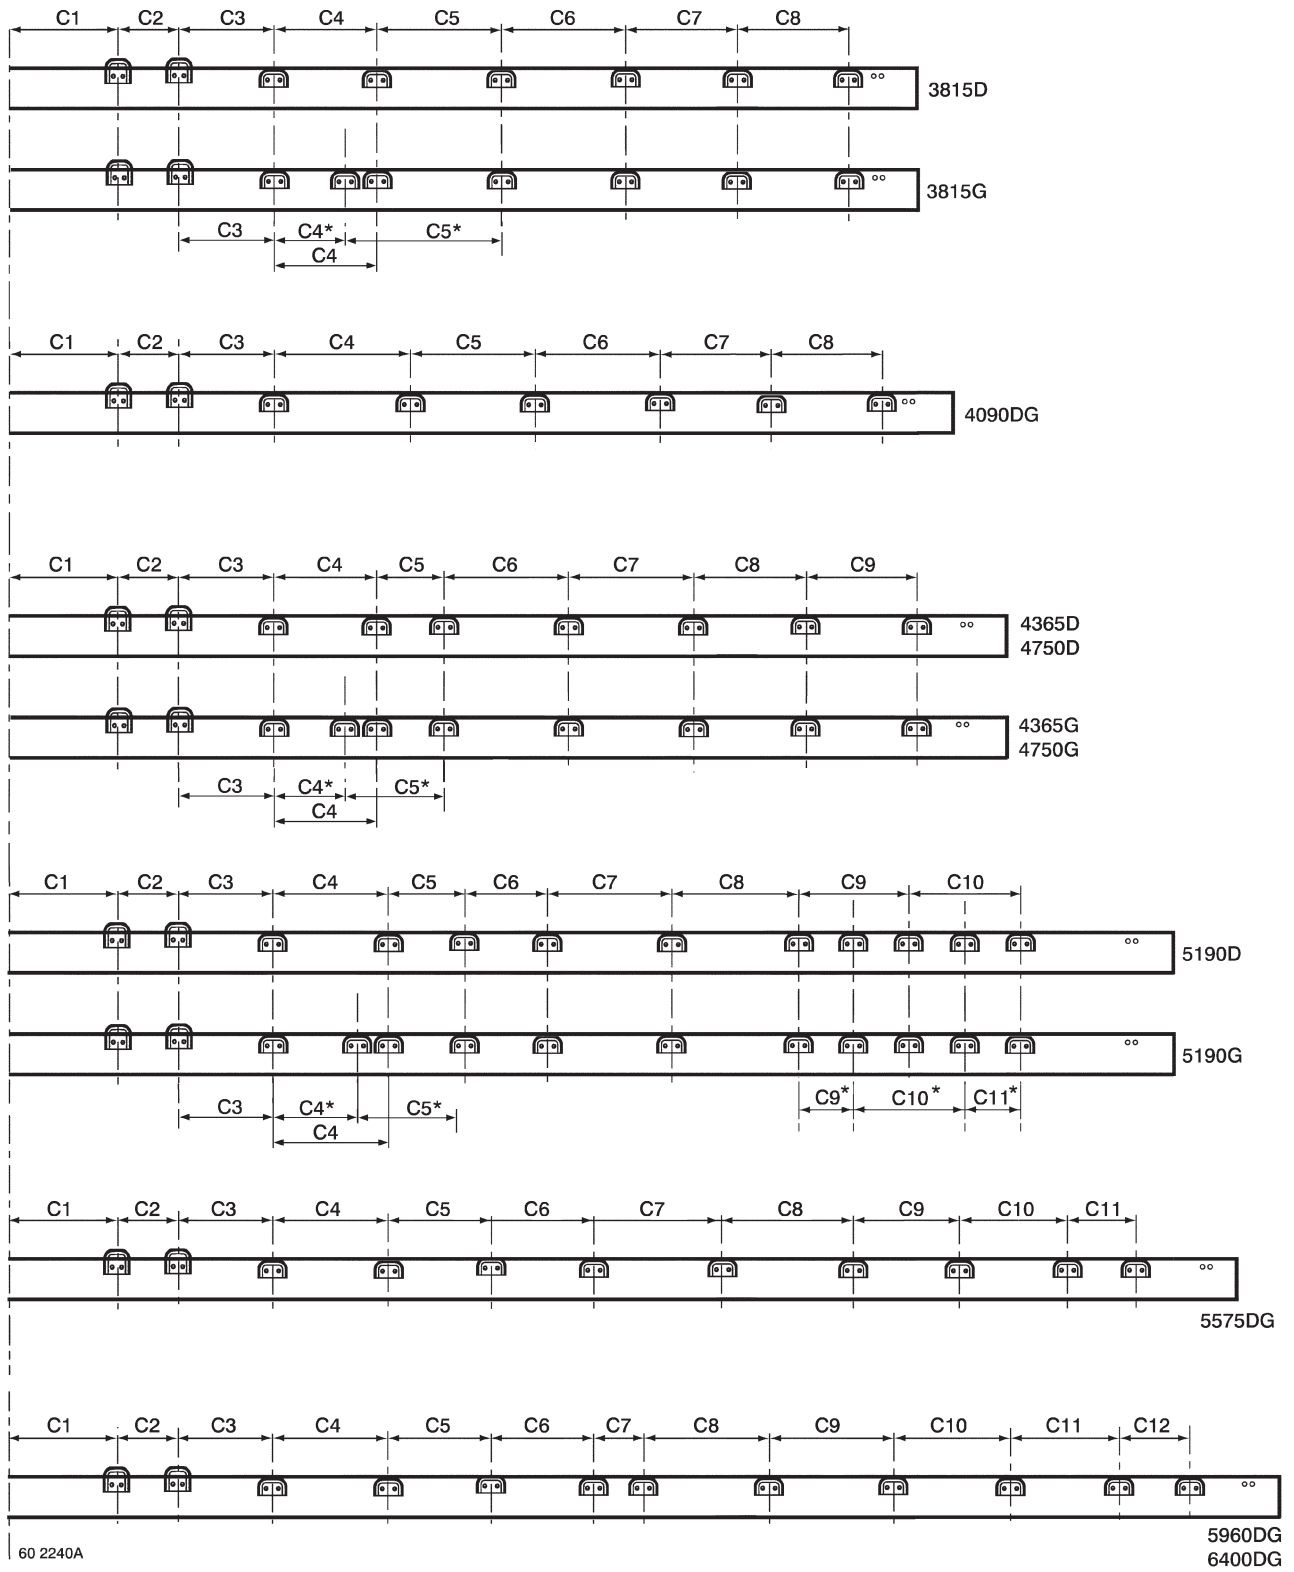 C1 C2 C3 C4 C5 C6 C7 C8
3815D
3815G
C3 C4* C5*
C4
C1 C2 C3 C4 C5 C6 C7 C8
4090DG
C1 C2 C3 C4 C5 C6 C7 C8 C9
4365D
4750D
4365G
4750G
C3 C4* C5*
C4
C1 C2 C3 C4 C5 C6 C7 C8 C9 C10
5190D
5190G
C9* C10* C11*
C3 C4* C5*
C4
C1 C2 C3 C4 C5 C6 C7 C8 C9 C10 C11
5575DG
C1 C2 C3 C4 C5 C6 C7 C8 C9 C10 C11 C12
5960DG
6400DG
60 2240A